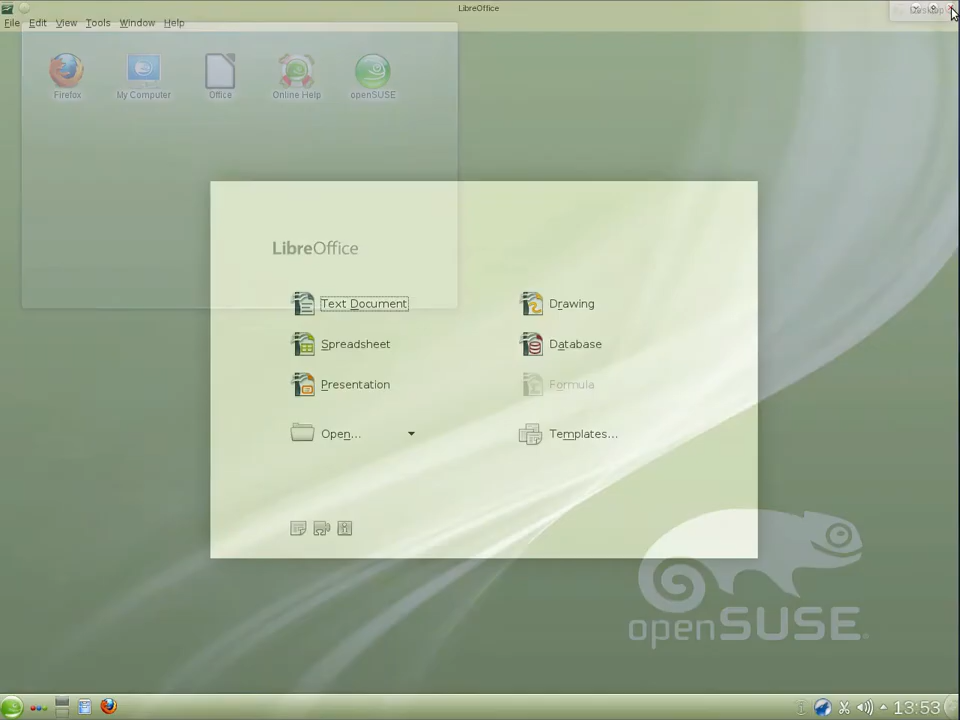 LibreOffice
Desktop
File Edit View Tools Window Help
Firefox My Computer Office Online Help openSUSE
LibreOffice
Text Document Drawing
Spreadsheet Database
Presentation Formula
Open... Templates...
openSUSE
13:53